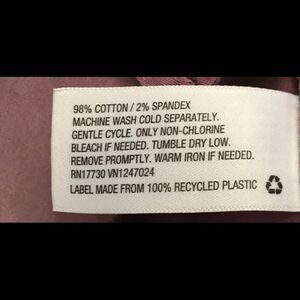 98% COTTON / 2% SPANDEX
MACHINE WASH COLD SEPARATELY.
GENTLE CYCLE. ONLY NON-CHLORINE
BLEACH IF NEEDED. TUMBLE DRY LOW.
REMOVE PROMPTLY. WARM IRON IF NEEDED.
RN17730 VN1247024
LABEL MADE FROM 100% RECYCLED PLASTIC